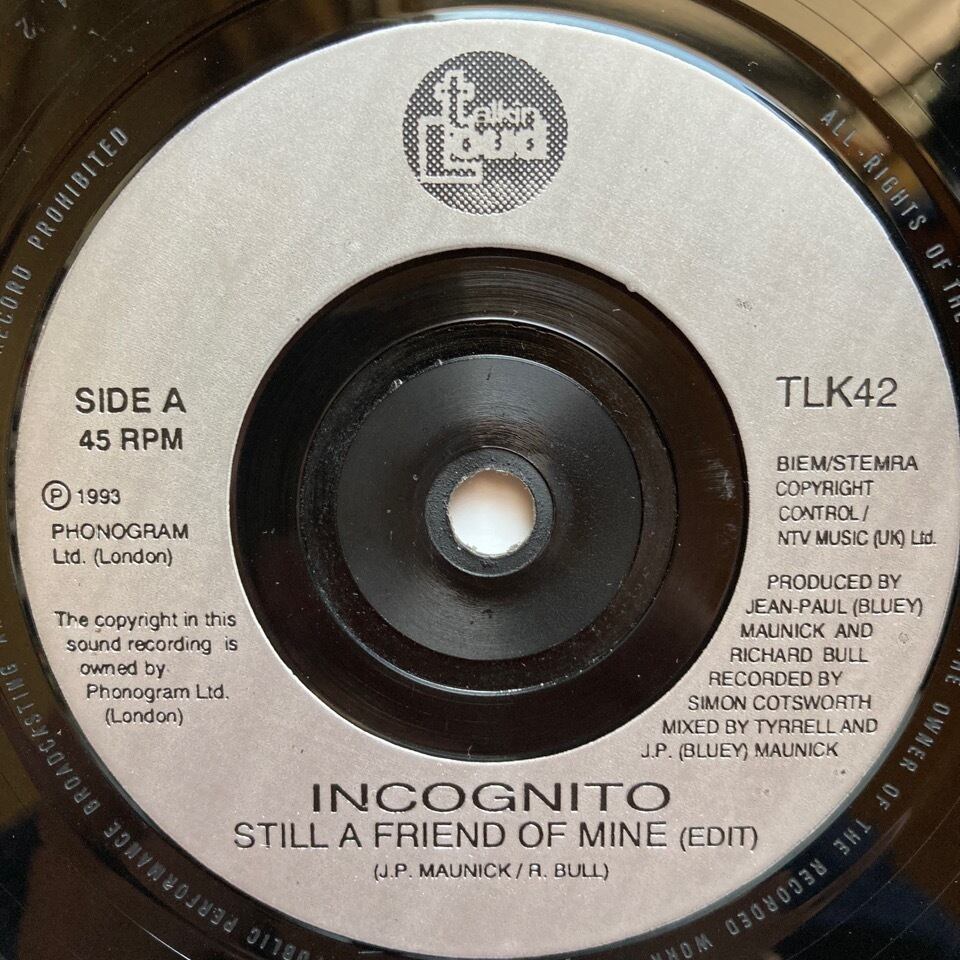 talkin
Loud
SIDE A
45 RPM
Ⓟ 1993
PHONOGRAM
Ltd. (London)
The copyright in this
sound recording is
owned by
Phonogram Ltd.
(London)
TLK42
BIEM/STEMRA
COPYRIGHT
CONTROL/
NTV MUSIC (UK) Ltd.
PRODUCED BY
JEAN-PAUL (BLUEY)
MAUNICK AND
RICHARD BULL
RECORDED BY
SIMON COTSWORTH
MIXED BY TYRRELL AND
J.P. (BLUEY) MAUNICK
INCOGNITO
STILL A FRIEND OF MINE (EDIT)
(J.P. MAUNICK / R. BULL)
ALL RIGHTS OF THE
THE OWNER OF THE RECORDED WORK
PUBLIC PERFORMANCE BROADCASTING
RECORD PROHIBITED